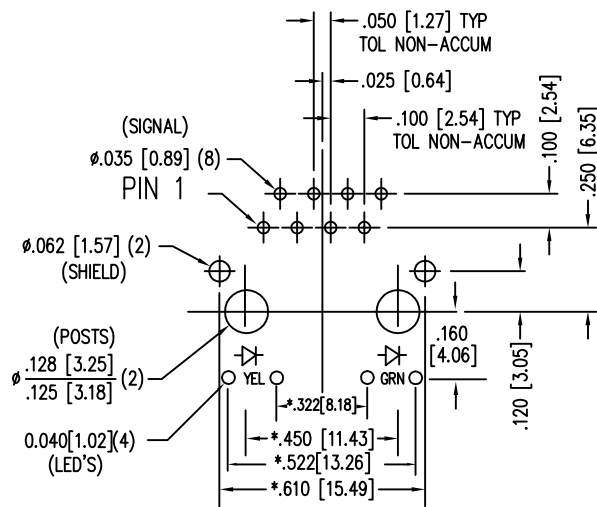 .050 [1.27] TYP
TOL NON-ACCUM
.025 [0.64]
.100 [2.54] TYP
TOL NON-ACCUM
.100 [2.54]
.250 [6.35]
(SIGNAL)
ø.035 [0.89] (8)
PIN 1
ø.062 [1.57] (2)
(SHIELD)
(POSTS)
ø .128 [3.25]
.125 [3.18] (2)
0.040[1.02](4)
(LED'S)
YEL
GRN
.160
[4.06]
.120 [3.05]
*.322[8.18]
*.450 [11.43]
*.522[13.26]
*.610 [15.49]